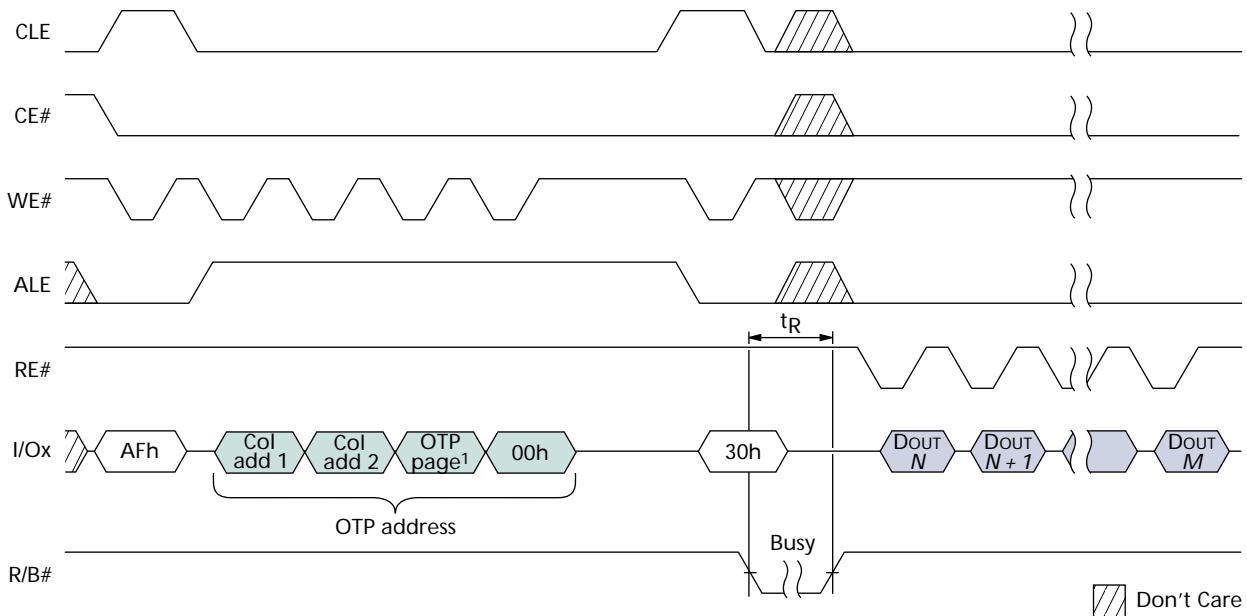 CLE
CE#
WE#
ALE
tR
RE#
I/Ox
AFh
Col
add 1
Col
add 2
OTP
page¹
00h
30h
DOUT
N
DOUT
N + 1
DOUT
M
OTP address
Busy
R/B#
Don't Care